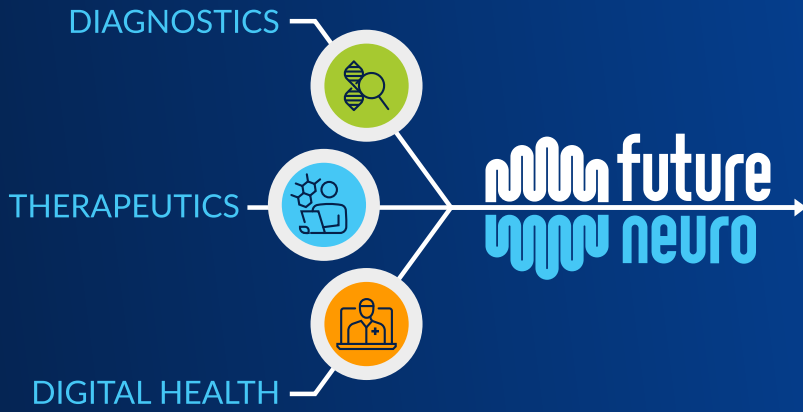 DIAGNOSTICS
THERAPEUTICS
DIGITAL HEALTH
future
neuro